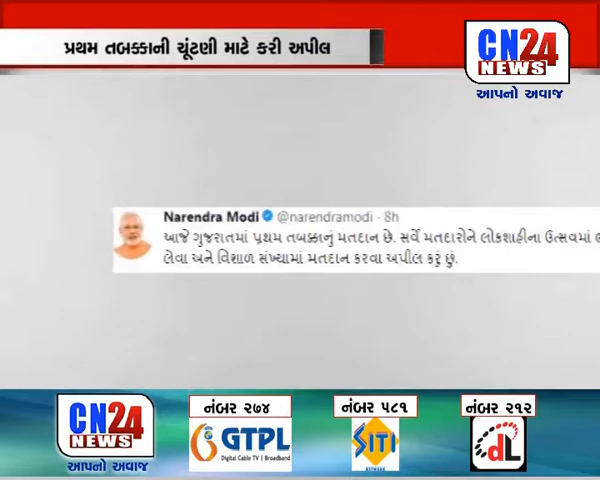 પ્રથમ તબક્કાની ચૂંટણી માટે કરી અપીલ
CN24
NEWS
આપનો અવાજ
Narendra Modi @narendramodi · 8h
આજે ગુજરાતમાં પ્રથમ તબક્કાનું મતદાન છે. સર્વે મતદારોને લોકશાહીના ઉત્સવમાં
લેવા અને વિશાળ સંખ્યામાં મતદાન કરવા અપીલ કરું છું.
CN24
NEWS
આપનો અવાજ
નંબર ૨૭૪
GTPL
Digital Cable TV | Broadband
નંબર ૫૮૧
SITI
NETWORK
નંબર ૨૧૨
dL